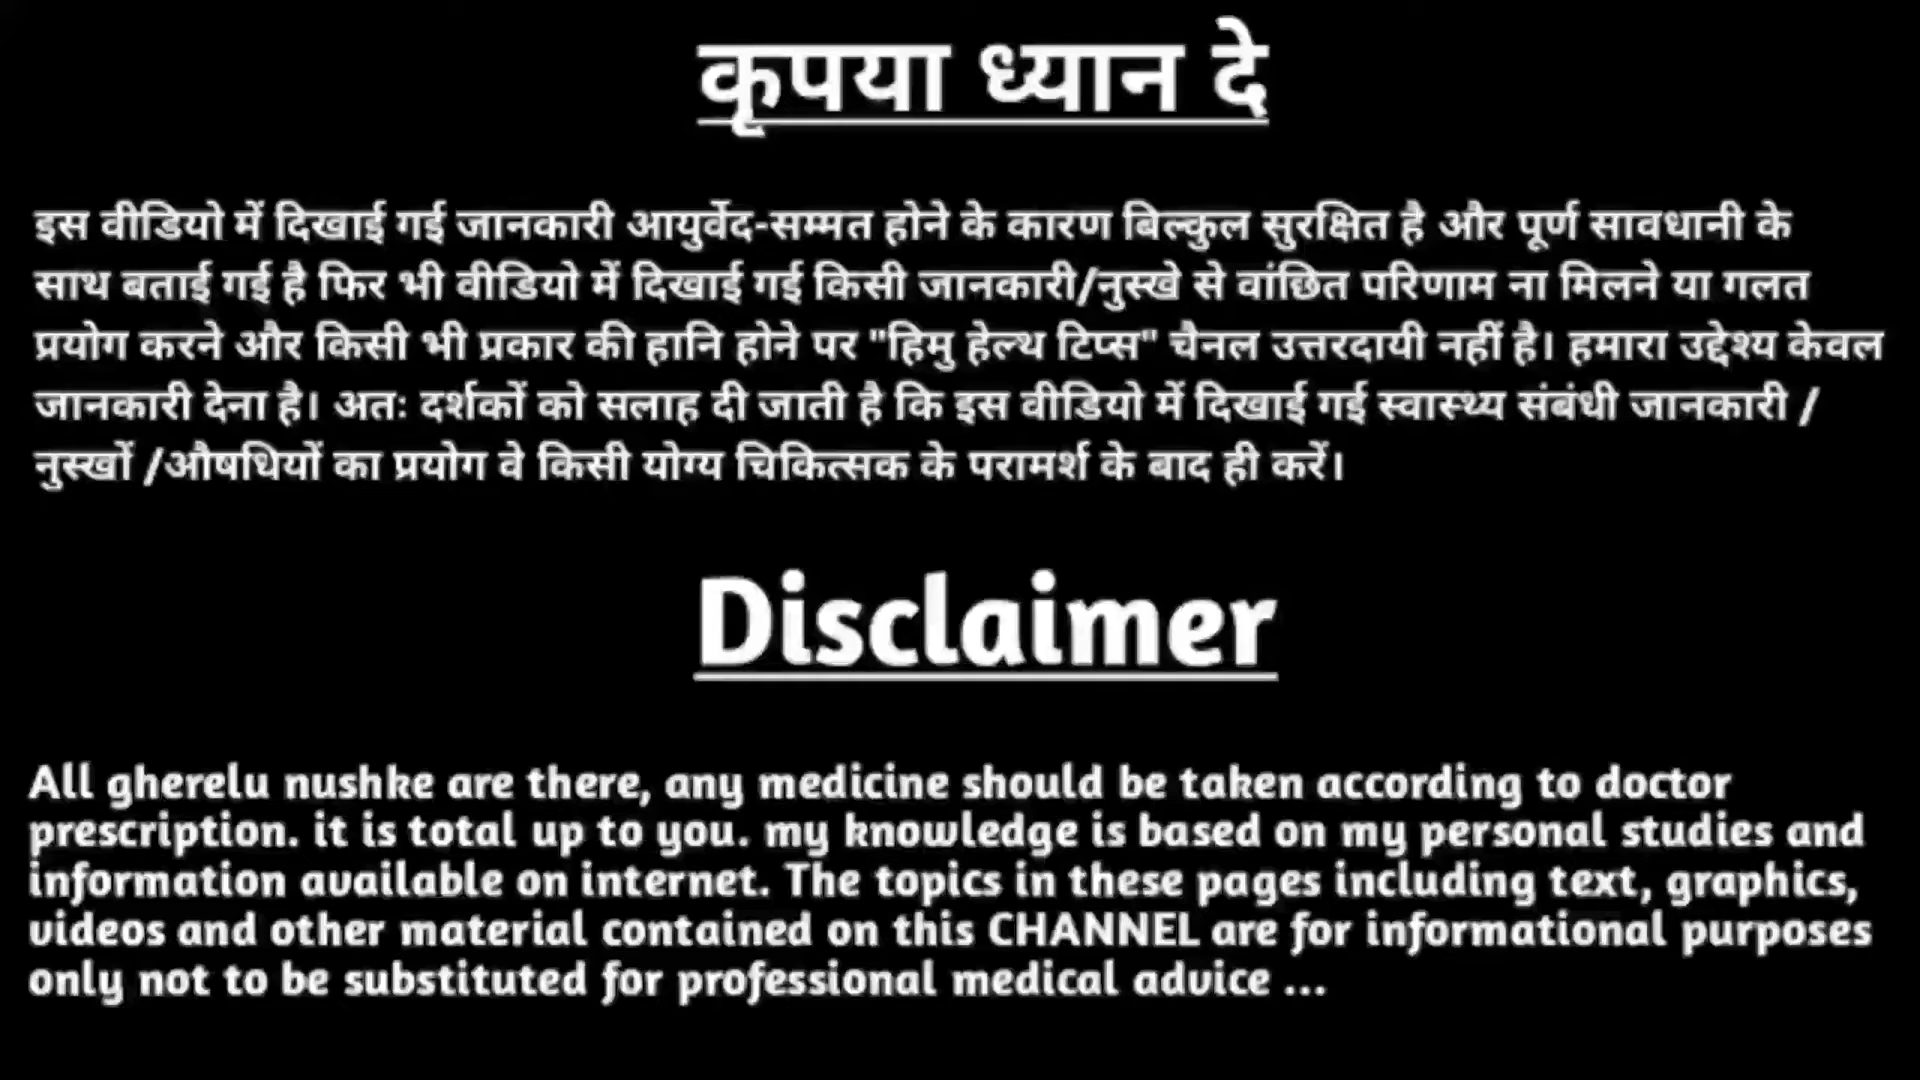 कृपया ध्यान दे
इस वीडियो में दिखाई गई जानकारी आयुर्वेद-सम्मत होने के कारण बिल्कुल सुरक्षित है और पूर्ण सावधानी के
साथ बताई गई है फिर भी वीडियो में दिखाई गई किसी जानकारी/नुस्खे से वांछित परिणाम ना मिलने या गलत
प्रयोग करने और किसी भी प्रकार की हानि होने पर "हिमु हेल्थ टिप्स" चैनल उत्तरदायी नहीं है। हमारा उद्देश्य केवल
जानकारी देना है। अतः दर्शकों को सलाह दी जाती है कि इस वीडियो में दिखाई गई स्वास्थ्य संबंधी जानकारी /
नुस्खों /औषधियों का प्रयोग वे किसी योग्य चिकित्सक के परामर्श के बाद ही करें।
Disclaimer
All gherelu nushke are there, any medicine should be taken according to doctor
prescription. it is total up to you. my knowledge is based on my personal studies and
information available on internet. The topics in these pages including text, graphics,
videos and other material contained on this CHANNEL are for informational purposes
only not to be substituted for professional medical advice ...